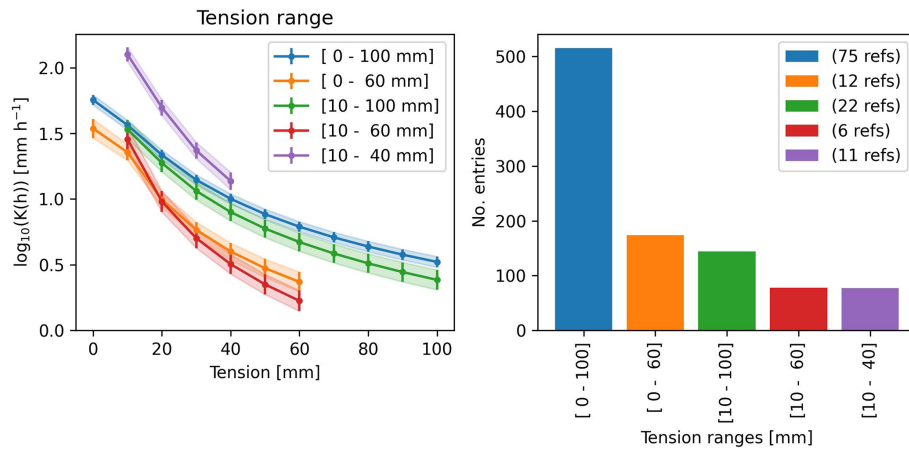 Tension range
log10(K(h)) [mm h−1]
2.0
1.5
1.0
0.5
0.0
[ 0 - 100 mm]
[ 0 - 60 mm]
[10 - 100 mm]
[10 - 60 mm]
[10 - 40 mm]
0 20 40 60 80 100
Tension [mm]
No. entries
500
400
300
200
100
0
(75 refs)
(12 refs)
(22 refs)
(6 refs)
(11 refs)
[ 0 - 100]
[ 0 - 60]
[10 - 100]
[10 - 60]
[10 - 40]
Tension ranges [mm]